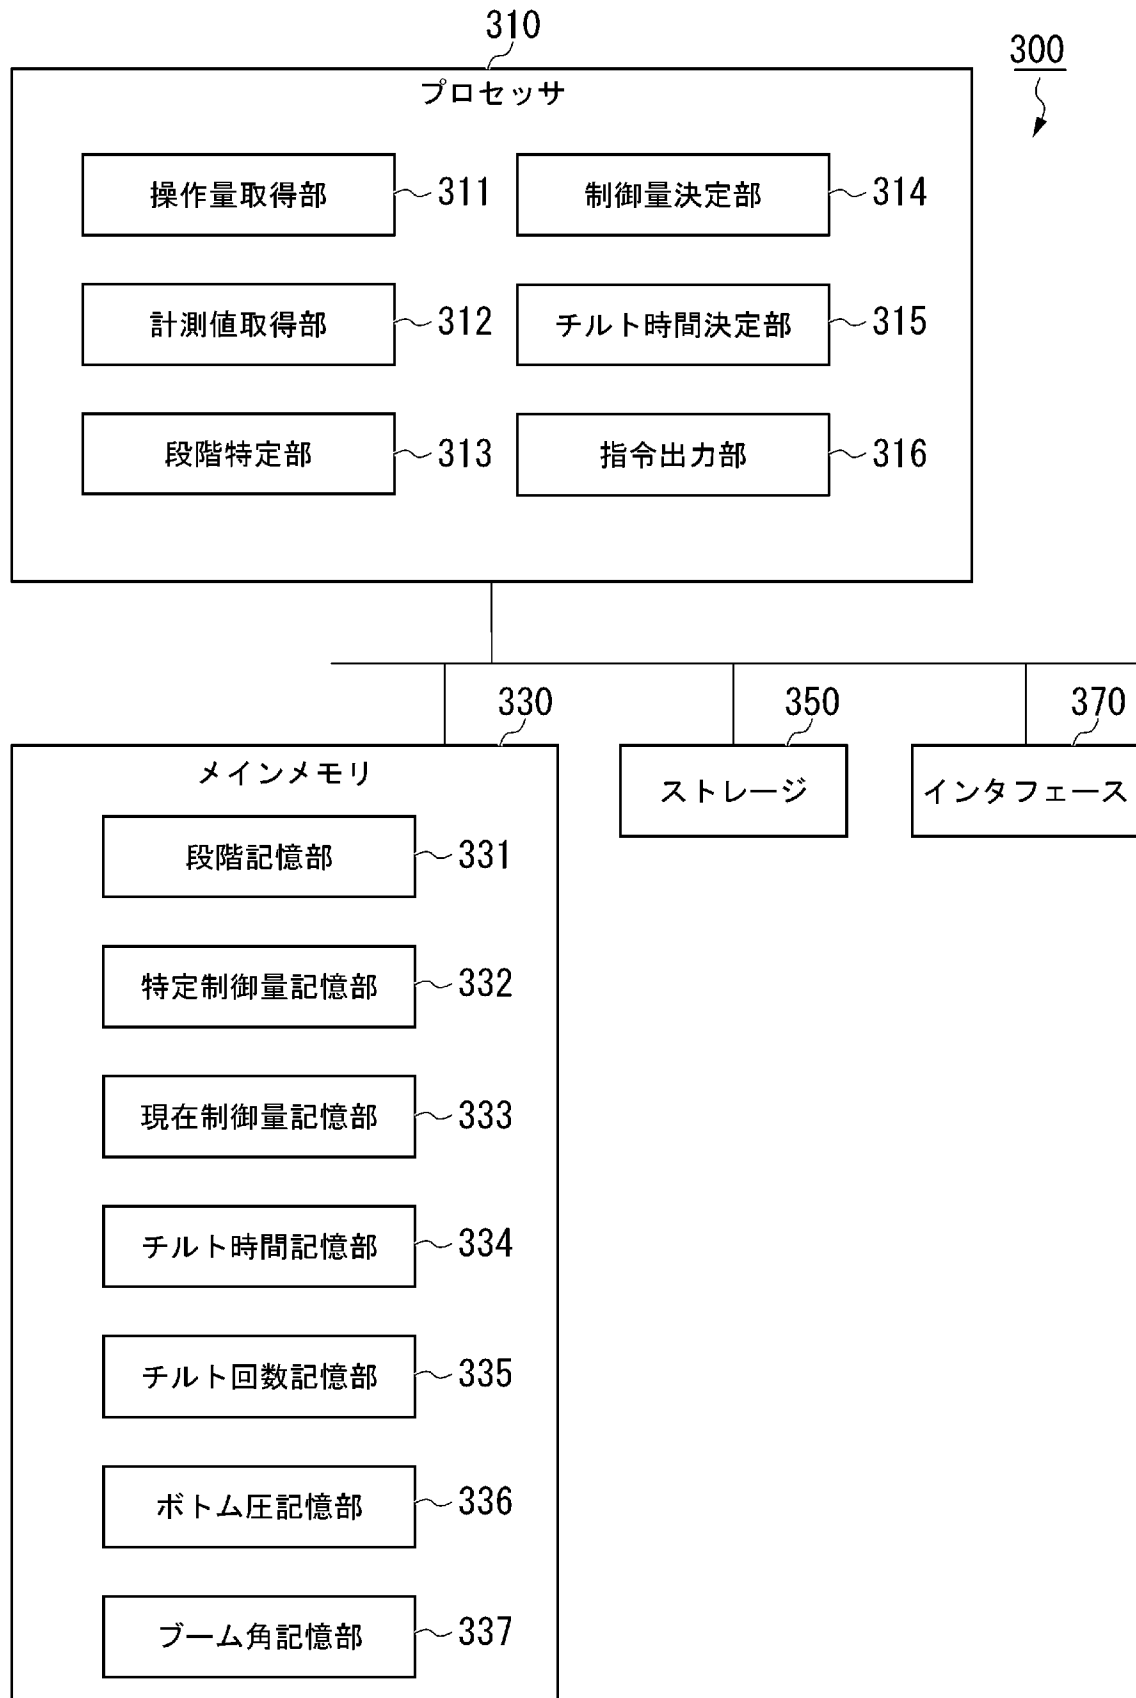 310
300
プロセッサ
操作量取得部
311
制御量決定部
314
計測値取得部
312
チルト時間決定部
315
段階特定部
313
指令出力部
316
330
350
370
メインメモリ
ストレージ
インタフェース
段階記憶部
331
特定制御量記憶部
332
現在制御量記憶部
333
チルト時間記憶部
334
チルト回数記憶部
335
ボトム圧記憶部
336
ブーム角記憶部
337